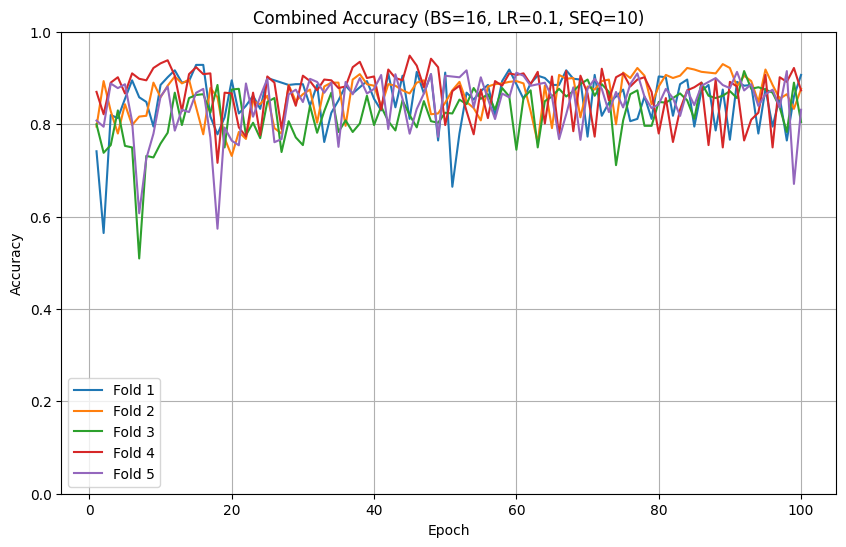 Combined Accuracy (BS=16, LR=0.1, SEQ=10)
1.0
0.8
0.6
0.4
0.2
0.0
Accuracy
Fold 1
Fold 2
Fold 3
Fold 4
Fold 5
0 20 40 60 80 100
Epoch